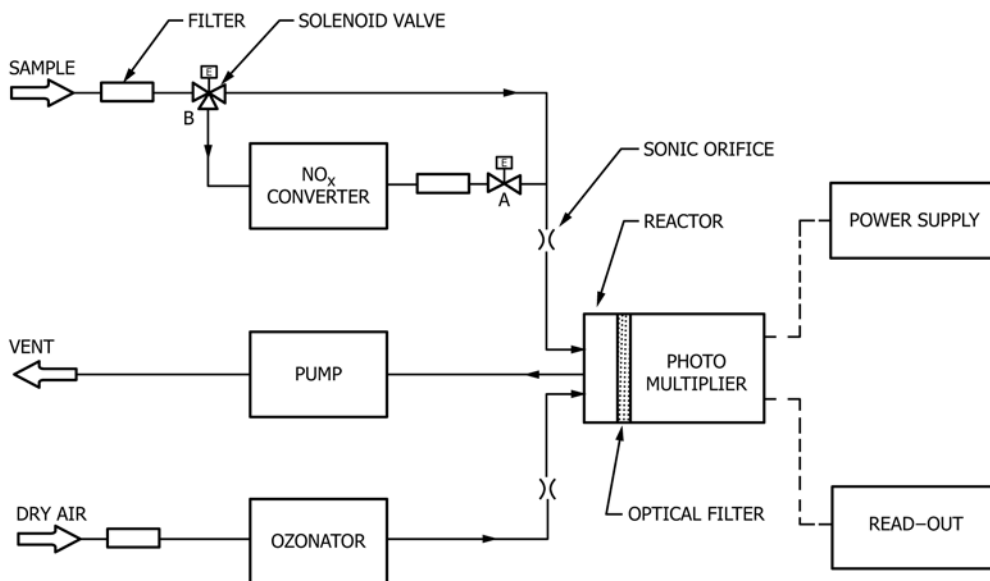 FILTER
SOLENOID VALVE
SAMPLE
E
B
NOx
CONVERTER
E
A
SONIC ORIFICE
REACTOR
POWER SUPPLY
VENT
PUMP
PHOTO
MULTIPLIER
DRY AIR
OZONATOR
OPTICAL FILTER
READ–OUT